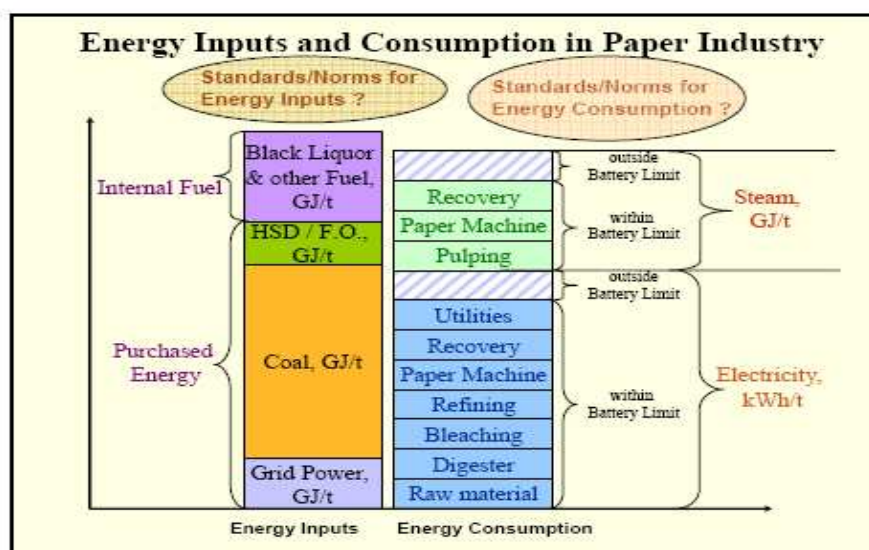 Energy Inputs and Consumption in Paper Industry
Standards/Norms for
Energy Inputs ?
Standards/Norms for
Energy Consumption ?
Internal Fuel
Purchased
Energy
Black Liquor
& other Fuel,
GJ/t
HSD / F.O.,
GJ/t
Coal, GJ/t
Grid Power,
GJ/t
Recovery
Paper Machine
Pulping
Utilities
Recovery
Paper Machine
Refining
Bleaching
Digester
Raw material
outside
Battery Limit
within
Battery Limit
outside
Battery Limit
within
Battery Limit
Steam,
GJ/t
Electricity,
kWh/t
Energy Inputs
Energy Consumption